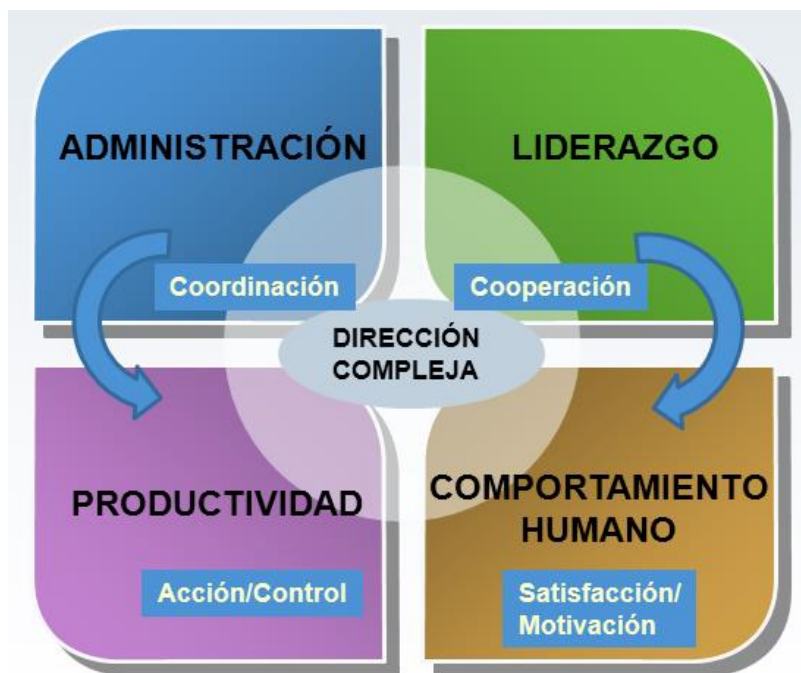 ADMINISTRACIÓN
LIDERAZGO
Coordinación
Cooperación
DIRECCIÓN
COMPLEJA
PRODUCTIVIDAD
COMPORTAMIENTO
HUMANO
Acción/Control
Satisfacción/
Motivación